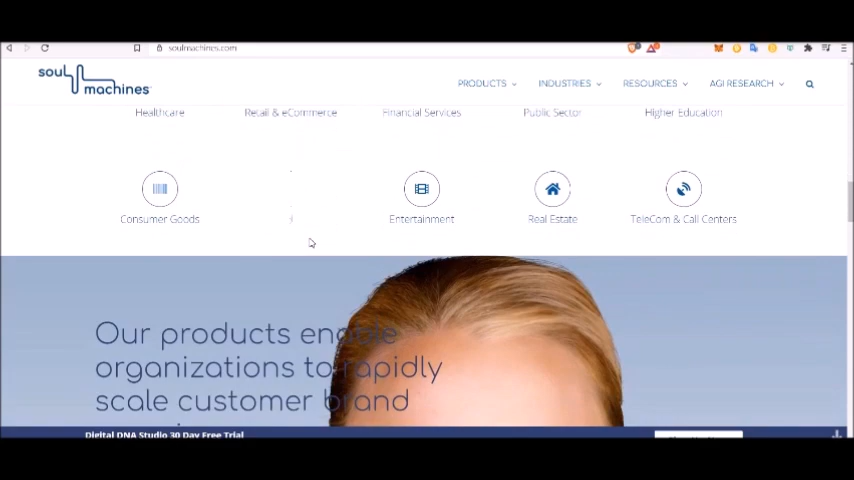 soulmachines.com
soul
machines
PRODUCTS
INDUSTRIES
RESOURCES
AGI RESEARCH
Healthcare
Retail & eCommerce
Financial Services
Public Sector
Higher Education
Consumer Goods
Entertainment
Real Estate
TeleCom & Call Centers
Our products enable
organizations to rapidly
scale customer brand
Digital DNA Studio 30 Day Free Trial